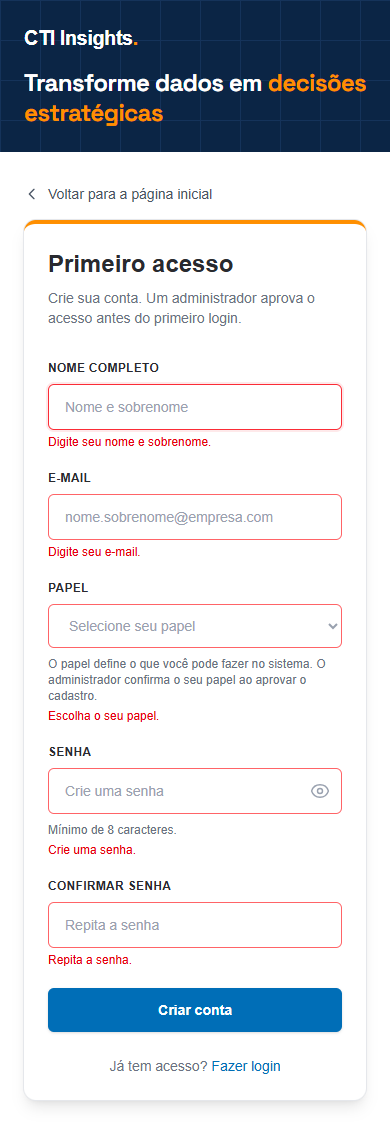 CTI Insights.
Transforme dados em decisões
estratégicas
Voltar para a página inicial
Primeiro acesso
Crie sua conta. Um administrador aprova o
acesso antes do primeiro login.
NOME COMPLETO
Nome e sobrenome
Digite seu nome e sobrenome.
E-MAIL
nome.sobrenome@empresa.com
Digite seu e-mail.
PAPEL
Selecione seu papel
O papel define o que você pode fazer no sistema. O
administrador confirma o seu papel ao aprovar o
cadastro.
Escolha o seu papel.
SENHA
Crie uma senha
Mínimo de 8 caracteres.
Crie uma senha.
CONFIRMAR SENHA
Repita a senha
Repita a senha.
Criar conta
Já tem acesso? Fazer login